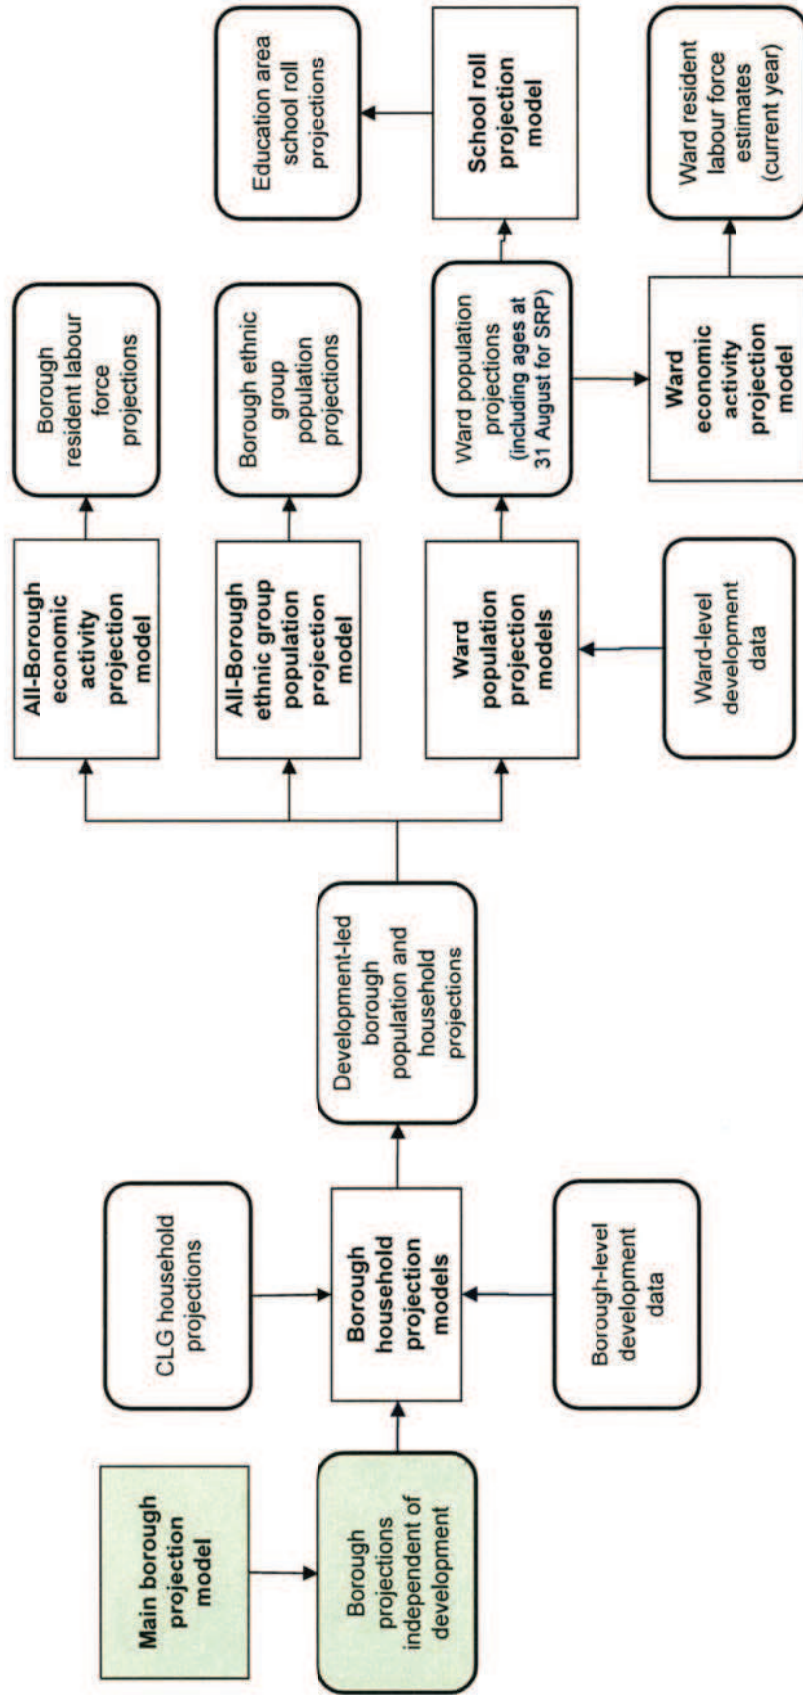 Main borough
projection
model
Borough
projections
independent of
development
CLG household
projections
Borough
household
projection
models
Borough-level
development
data
Development-led
borough
population and
household
projections
All-Borough
economic
activity
projection
model
Borough
resident labour
force
projections
All-Borough
ethnic group
population
projection
model
Borough ethnic
group
population
projections
Ward
population
projection
models
Ward-level
development
data
Ward population
projections
(including ages at
31 August for SRP)
Education area
school roll
projections
School roll
projection
model
Ward
economic
activity
projection
model
Ward resident
labour force
estimates
(current year)